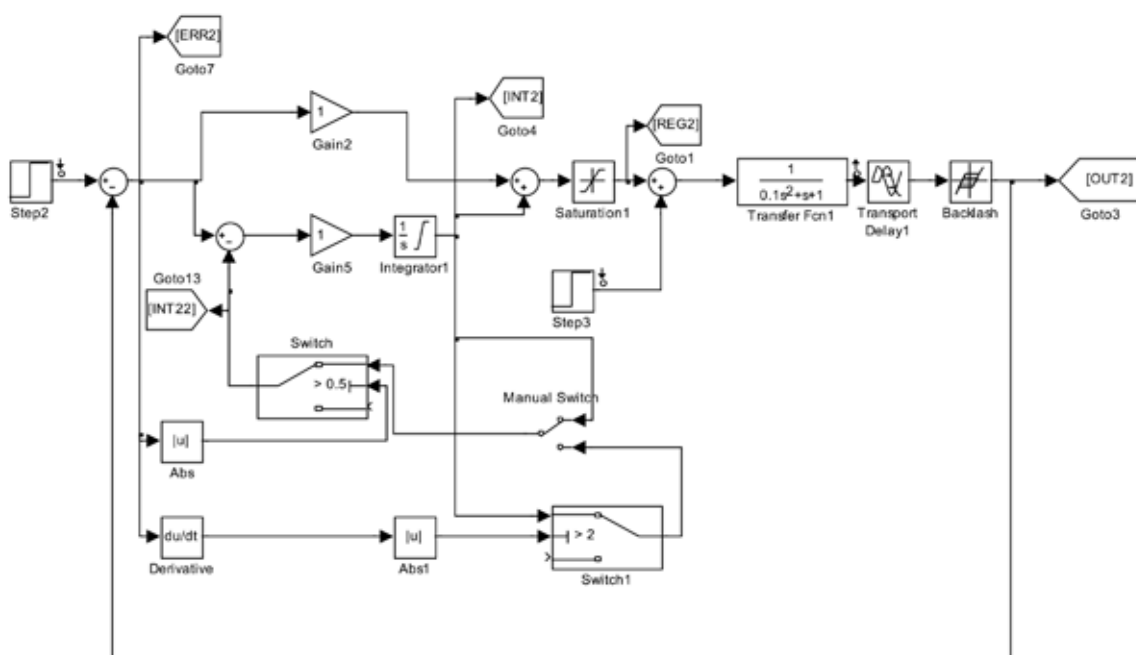 [ERR2]
Goto7
1
Gain2
[INT2]
Goto4
[REG2]
Goto1
Step2
Saturation1
1
0.1s²+s+1
Transfer Fcn1
Transport
Delay1
Backlash
[OUT2]
Goto3
1
Gain5
1
s
Integrator1
Goto13
[INT22]
Step3
Switch
> 0.5
Manual Switch
|u|
Abs
du/dt
Derivative
|u|
Abs1
> 2
Switch1